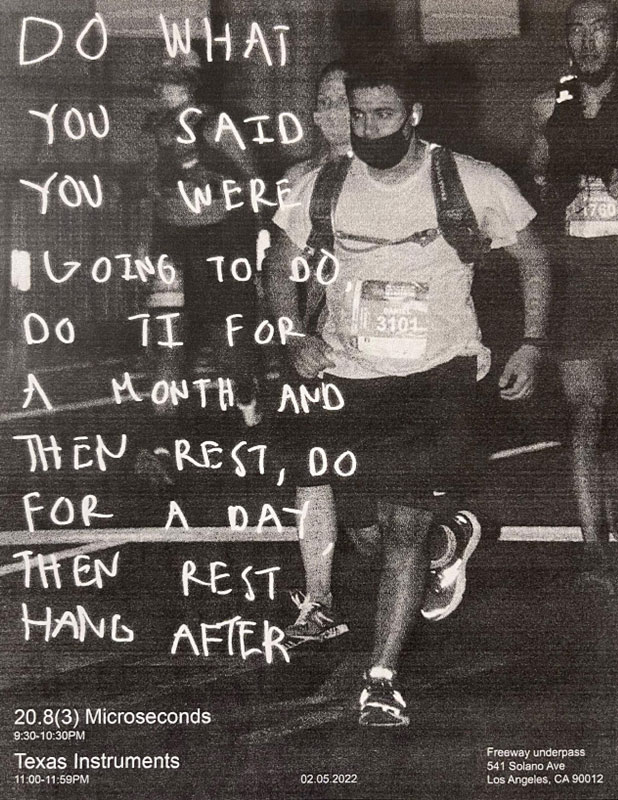 DO WHAT
YOU SAID
YOU WERE
GOING TO DO
DO TI FOR
A MONTH AND
THEN REST, DO
FOR A DAY,
THEN REST
HANG AFTER
3101
1760
20.8(3) Microseconds
9:30-10:30PM
Texas Instruments
11:00-11:59PM
02.05.2022
Freeway underpass
541 Solano Ave
Los Angeles, CA 90012